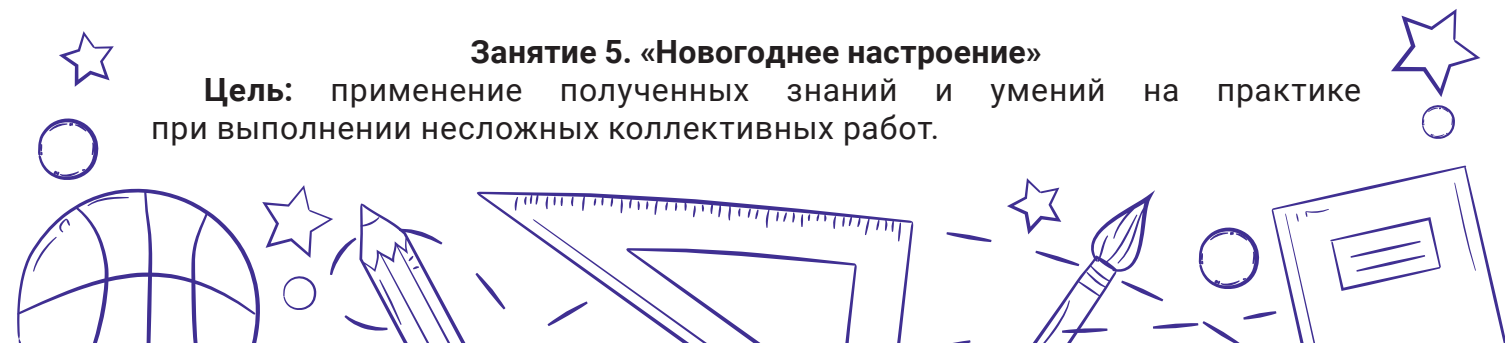 Занятие 5. «Новогоднее настроение»
Цель: применение полученных знаний и умений на практике
при выполнении несложных коллективных работ.